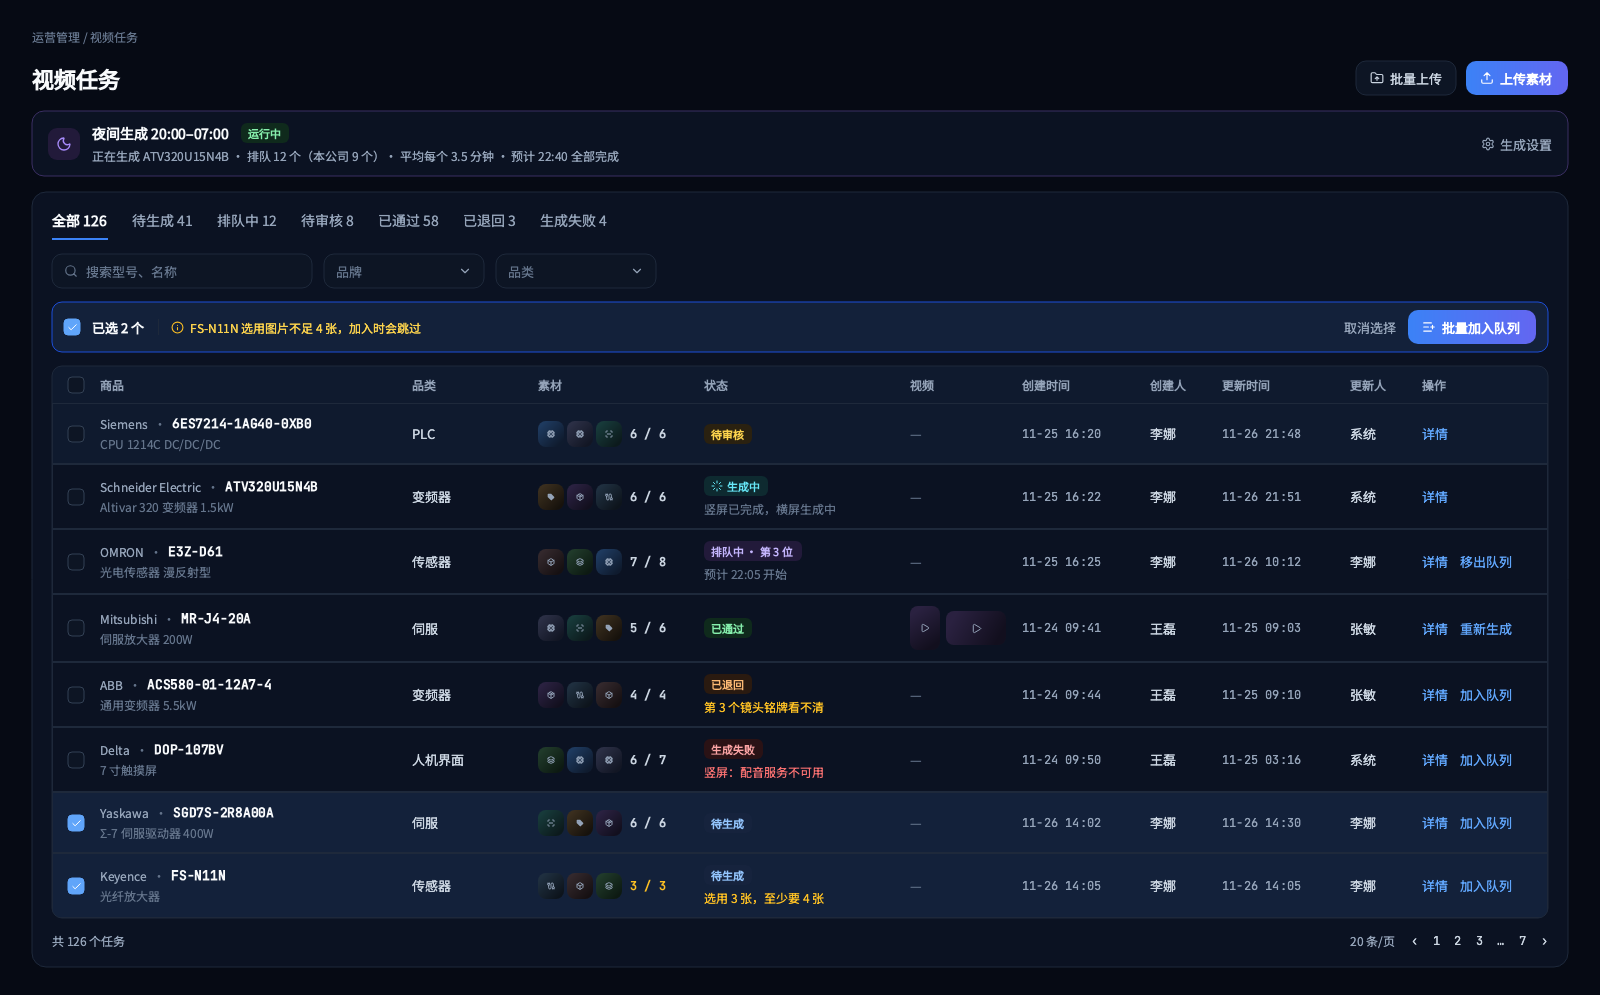 运营管理 / 视频任务
视频任务
批量上传
上传素材
夜间生成 20:00–07:00 运行中
正在生成 ATV320U15N4B • 排队 12 个（本公司 9 个） • 平均每个 3.5 分钟 • 预计 22:40 全部完成
生成设置
全部 126 待生成 41 排队中 12 待审核 8 已通过 58 已退回 3 生成失败 4
搜索型号、名称 品牌 品类
已选 2 个 FS-N11N 选用图片不足 4 张，加入时会跳过 取消选择 批量加入队列
商品 品类 素材 状态 视频 创建时间 创建人 更新时间 更新人 操作
Siemens • 6ES7214-1AG40-0XB0
CPU 1214C DC/DC/DC
PLC 6 / 6 待审核 — 11-25 16:20 李娜 11-26 21:48 系统 详情
Schneider Electric • ATV320U15N4B
Altivar 320 变频器 1.5kW
变频器 6 / 6 生成中
竖屏已完成，横屏生成中
— 11-25 16:22 李娜 11-26 21:51 系统 详情
OMRON • E3Z-D61
光电传感器 漫反射型
传感器 7 / 8 排队中 • 第 3 位
预计 22:05 开始
— 11-25 16:25 李娜 11-26 10:12 李娜 详情 移出队列
Mitsubishi • MR-J4-20A
伺服放大器 200W
伺服 5 / 6 已通过 11-24 09:41 王磊 11-25 09:03 张敏 详情 重新生成
ABB • ACS580-01-12A7-4
通用变频器 5.5kW
变频器 4 / 4 已退回
第 3 个镜头铭牌看不清
— 11-24 09:44 王磊 11-25 09:10 张敏 详情 加入队列
Delta • DOP-107BV
7 寸触摸屏
人机界面 6 / 7 生成失败
竖屏：配音服务不可用
— 11-24 09:50 王磊 11-25 03:16 系统 详情 加入队列
Yaskawa • SGD7S-2R8A00A
Σ-7 伺服驱动器 400W
伺服 6 / 6 待生成 — 11-26 14:02 李娜 11-26 14:30 李娜 详情 加入队列
Keyence • FS-N11N
光纤放大器
传感器 3 / 3 待生成
选用 3 张，至少要 4 张
— 11-26 14:05 李娜 11-26 14:05 李娜 详情 加入队列
共 126 个任务
20 条/页 ‹ 1 2 3 … 7 ›